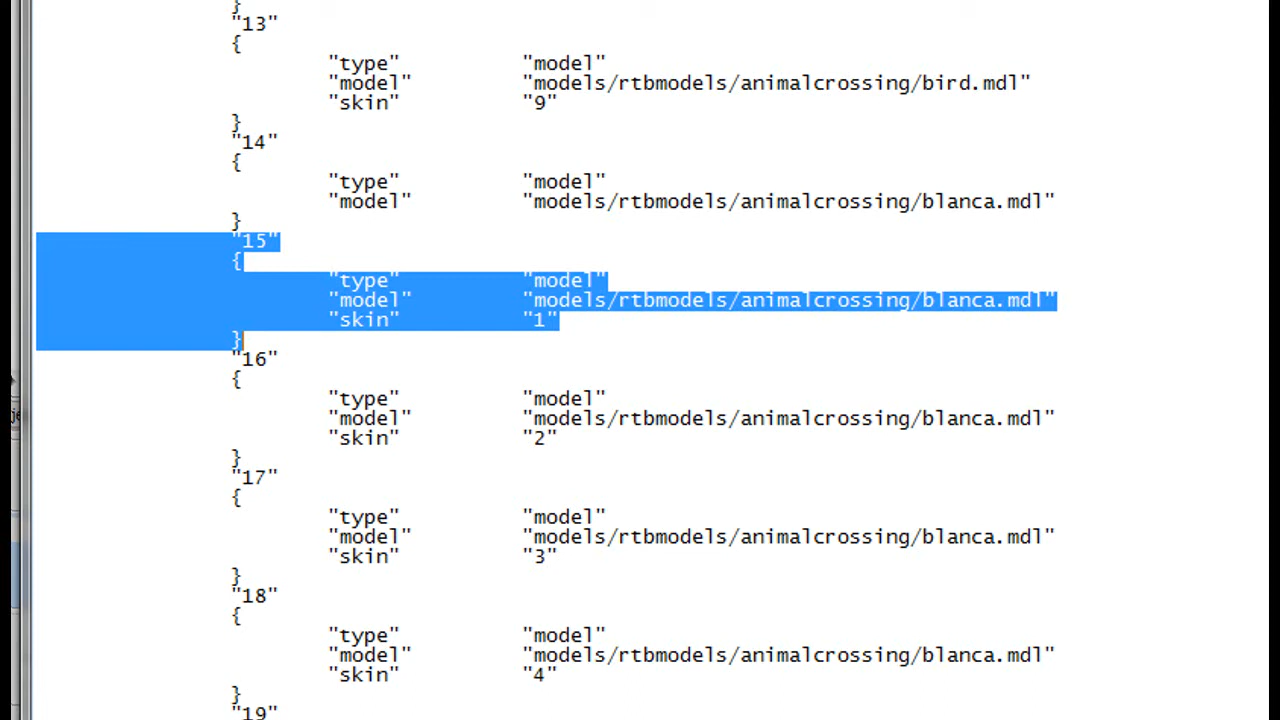 }
"13"
{
"type" "model"
"model" "models/rtbmodels/animalcrossing/bird.mdl"
"skin" "9"
}
"14"
{
"type" "model"
"model" "models/rtbmodels/animalcrossing/blanca.mdl"
}
"15"
{
"type" "model"
"model" "models/rtbmodels/animalcrossing/blanca.mdl"
"skin" "1"
}
"16"
{
"type" "model"
"model" "models/rtbmodels/animalcrossing/blanca.mdl"
"skin" "2"
}
"17"
{
"type" "model"
"model" "models/rtbmodels/animalcrossing/blanca.mdl"
"skin" "3"
}
"18"
{
"type" "model"
"model" "models/rtbmodels/animalcrossing/blanca.mdl"
"skin" "4"
}
"19"